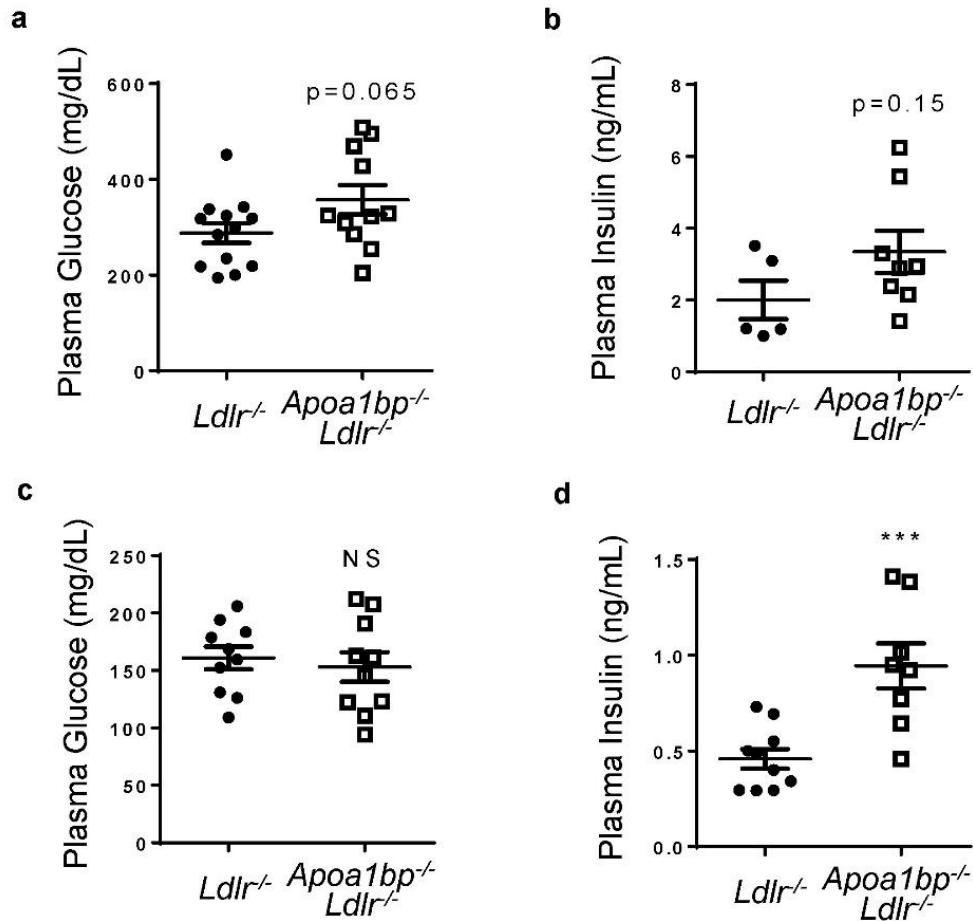 a
Plasma Glucose (mg/dL)
600
400
200
0
p=0.065
Ldlr-/-
Apoa1bp-/-
Ldlr-/-
b
Plasma Insulin (ng/mL)
8
6
4
2
0
p=0.15
Ldlr-/-
Apoa1bp-/-
Ldlr-/-
c
Plasma Glucose (mg/dL)
250
200
150
100
50
0
NS
Ldlr-/-
Apoa1bp-/-
Ldlr-/-
d
Plasma Insulin (ng/mL)
1.5
1.0
0.5
0.0
***
Ldlr-/-
Apoa1bp-/-
Ldlr-/-